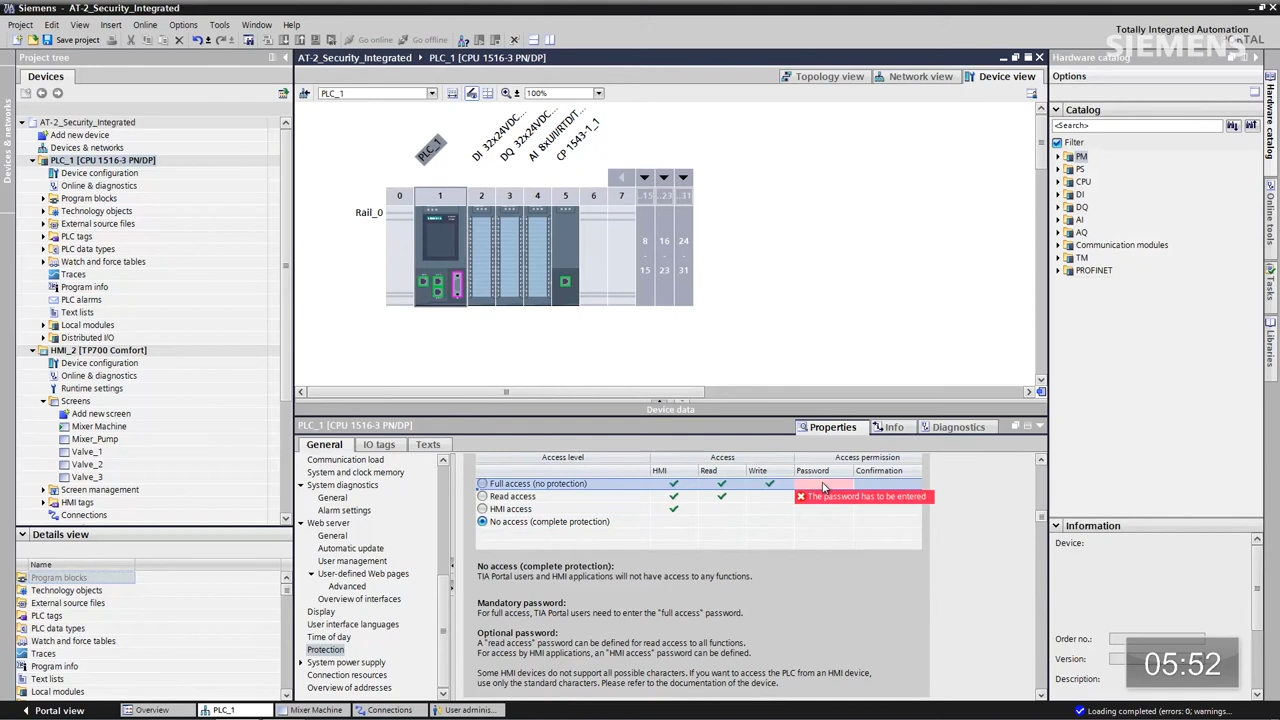 Siemens - AT-2_Security_Integrated
Project Edit View Insert Online Options Tools Window Help
Totally Integrated Automation
PORTAL
SIEMENS
Save project
Go online
Go offline
Project tree
Devices
AT-2_Security_Integrated
Add new device
Devices & networks
PLC_1 [CPU 1516-3 PN/DP]
Device configuration
Online & diagnostics
Program blocks
Technology objects
External source files
PLC tags
PLC data types
Watch and force tables
Traces
Program info
PLC alarms
Text lists
Local modules
Distributed I/O
HMI_2 [TP700 Comfort]
Device configuration
Online & diagnostics
Runtime settings
Screens
Add new screen
Mixer Machine
Mixer_Pump
Valve_1
Valve_2
Valve_3
Screen management
HMI tags
Connections
Details view
Name
Program blocks
Technology objects
External source files
PLC tags
PLC data types
Watch and force tables
Traces
Program info
Text lists
Local modules
Devices & networks
AT-2_Security_Integrated PLC_1 [CPU 1516-3 PN/DP]
Topology view
Network view
Device view
PLC_1
100%
PLC_1
DI 32x24VDC...
DQ 32x24VDC...
AI 8xU/I/RTD/T...
CP 1543-1_1
0 1 2 3 4 5 6 7 ..15 ..23 ..31
Rail_0
8 16 24
- - -
15 23 31
Device data
PLC_1 [CPU 1516-3 PN/DP]
Properties
Info
Diagnostics
General
IO tags
Texts
Communication load
System and clock memory
System diagnostics
General
Alarm settings
Web server
General
Automatic update
User management
User-defined Web pages
Advanced
Overview of interfaces
Display
User interface languages
Time of day
Protection
System power supply
Connection resources
Overview of addresses
Access level Access Access permission
HMI Read Write Password Confirmation
Full access (no protection)
Read access
The password has to be entered
HMI access
No access (complete protection)
No access (complete protection):
TIA Portal users and HMI applications will not have access to any functions.
Mandatory password:
For full access, TIA Portal users need to enter the "full access" password.
Optional password:
A "read access" password can be defined for read access to all functions.
For access by HMI applications, an "HMI access" password can be defined.
Some HMI devices do not support all possible characters. If you want to access the PLC from an HMI device,
use only the standard characters. Please refer to the documentation of the device.
Hardware catalog
Options
Catalog
<Search>
Filter
PM
PS
CPU
DI
DQ
AI
AQ
Communication modules
TM
PROFINET
Information
Device:
Order no.:
Version:
Description:
05:52
Hardware catalog
Online tools
Tasks
Libraries
Portal view
Overview
PLC_1
Mixer Machine
Connections
User adminis...
Loading completed (errors: 0; warnings...